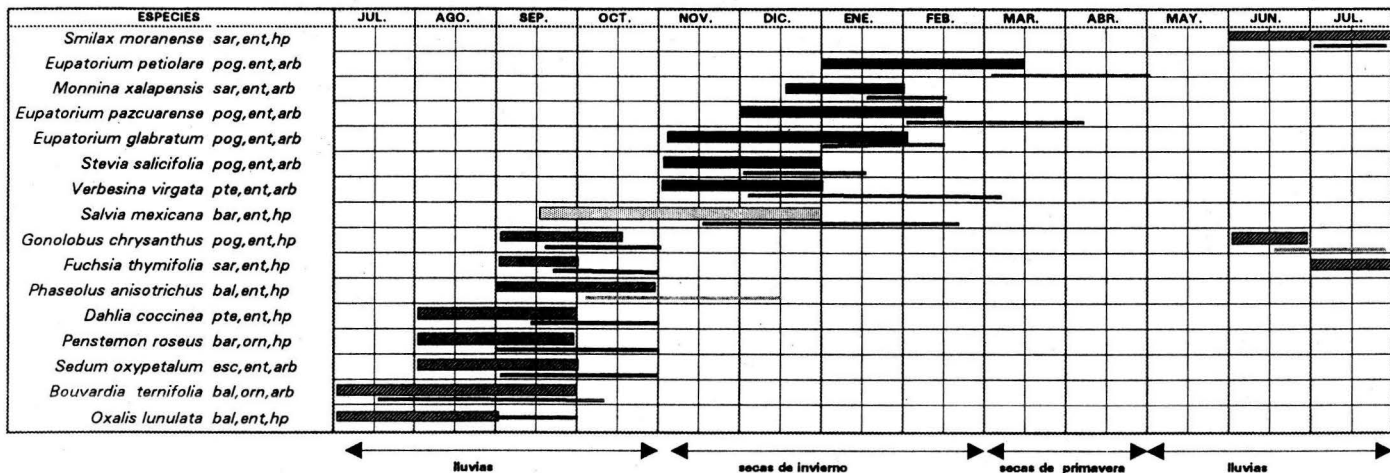 ESPECIES JUL. AGO. SEP. OCT. NOV. DIC. ENE. FEB. MAR. ABR. MAY. JUN. JUL.
Smilax moranense sar,ent,hp
Eupatorium petiolare pog.ent,arb
Monnina xalapensis sar,ent,arb
Eupatorium pazcuarense pog,ent,arb
Eupatorium glabratum pog,ent,arb
Stevia salicifolia pog,ent,arb
Verbesina virgata pte,ent,arb
Salvia mexicana bar,ent,hp
Gonolobus chrysanthus pog,ent,hp
Fuchsia thymifolia sar,ent,hp
Phaseolus anisotrichus bal,ent,hp
Dahlia coccinea pte,ent,hp
Penstemon roseus bar,orn,hp
Sedum oxypetalum esc,ent,arb
Bouvardia ternifolia bal,orn,arb
Oxalis lunulata bal,ent,hp
lluvias secas de invierno secas de primavera lluvias